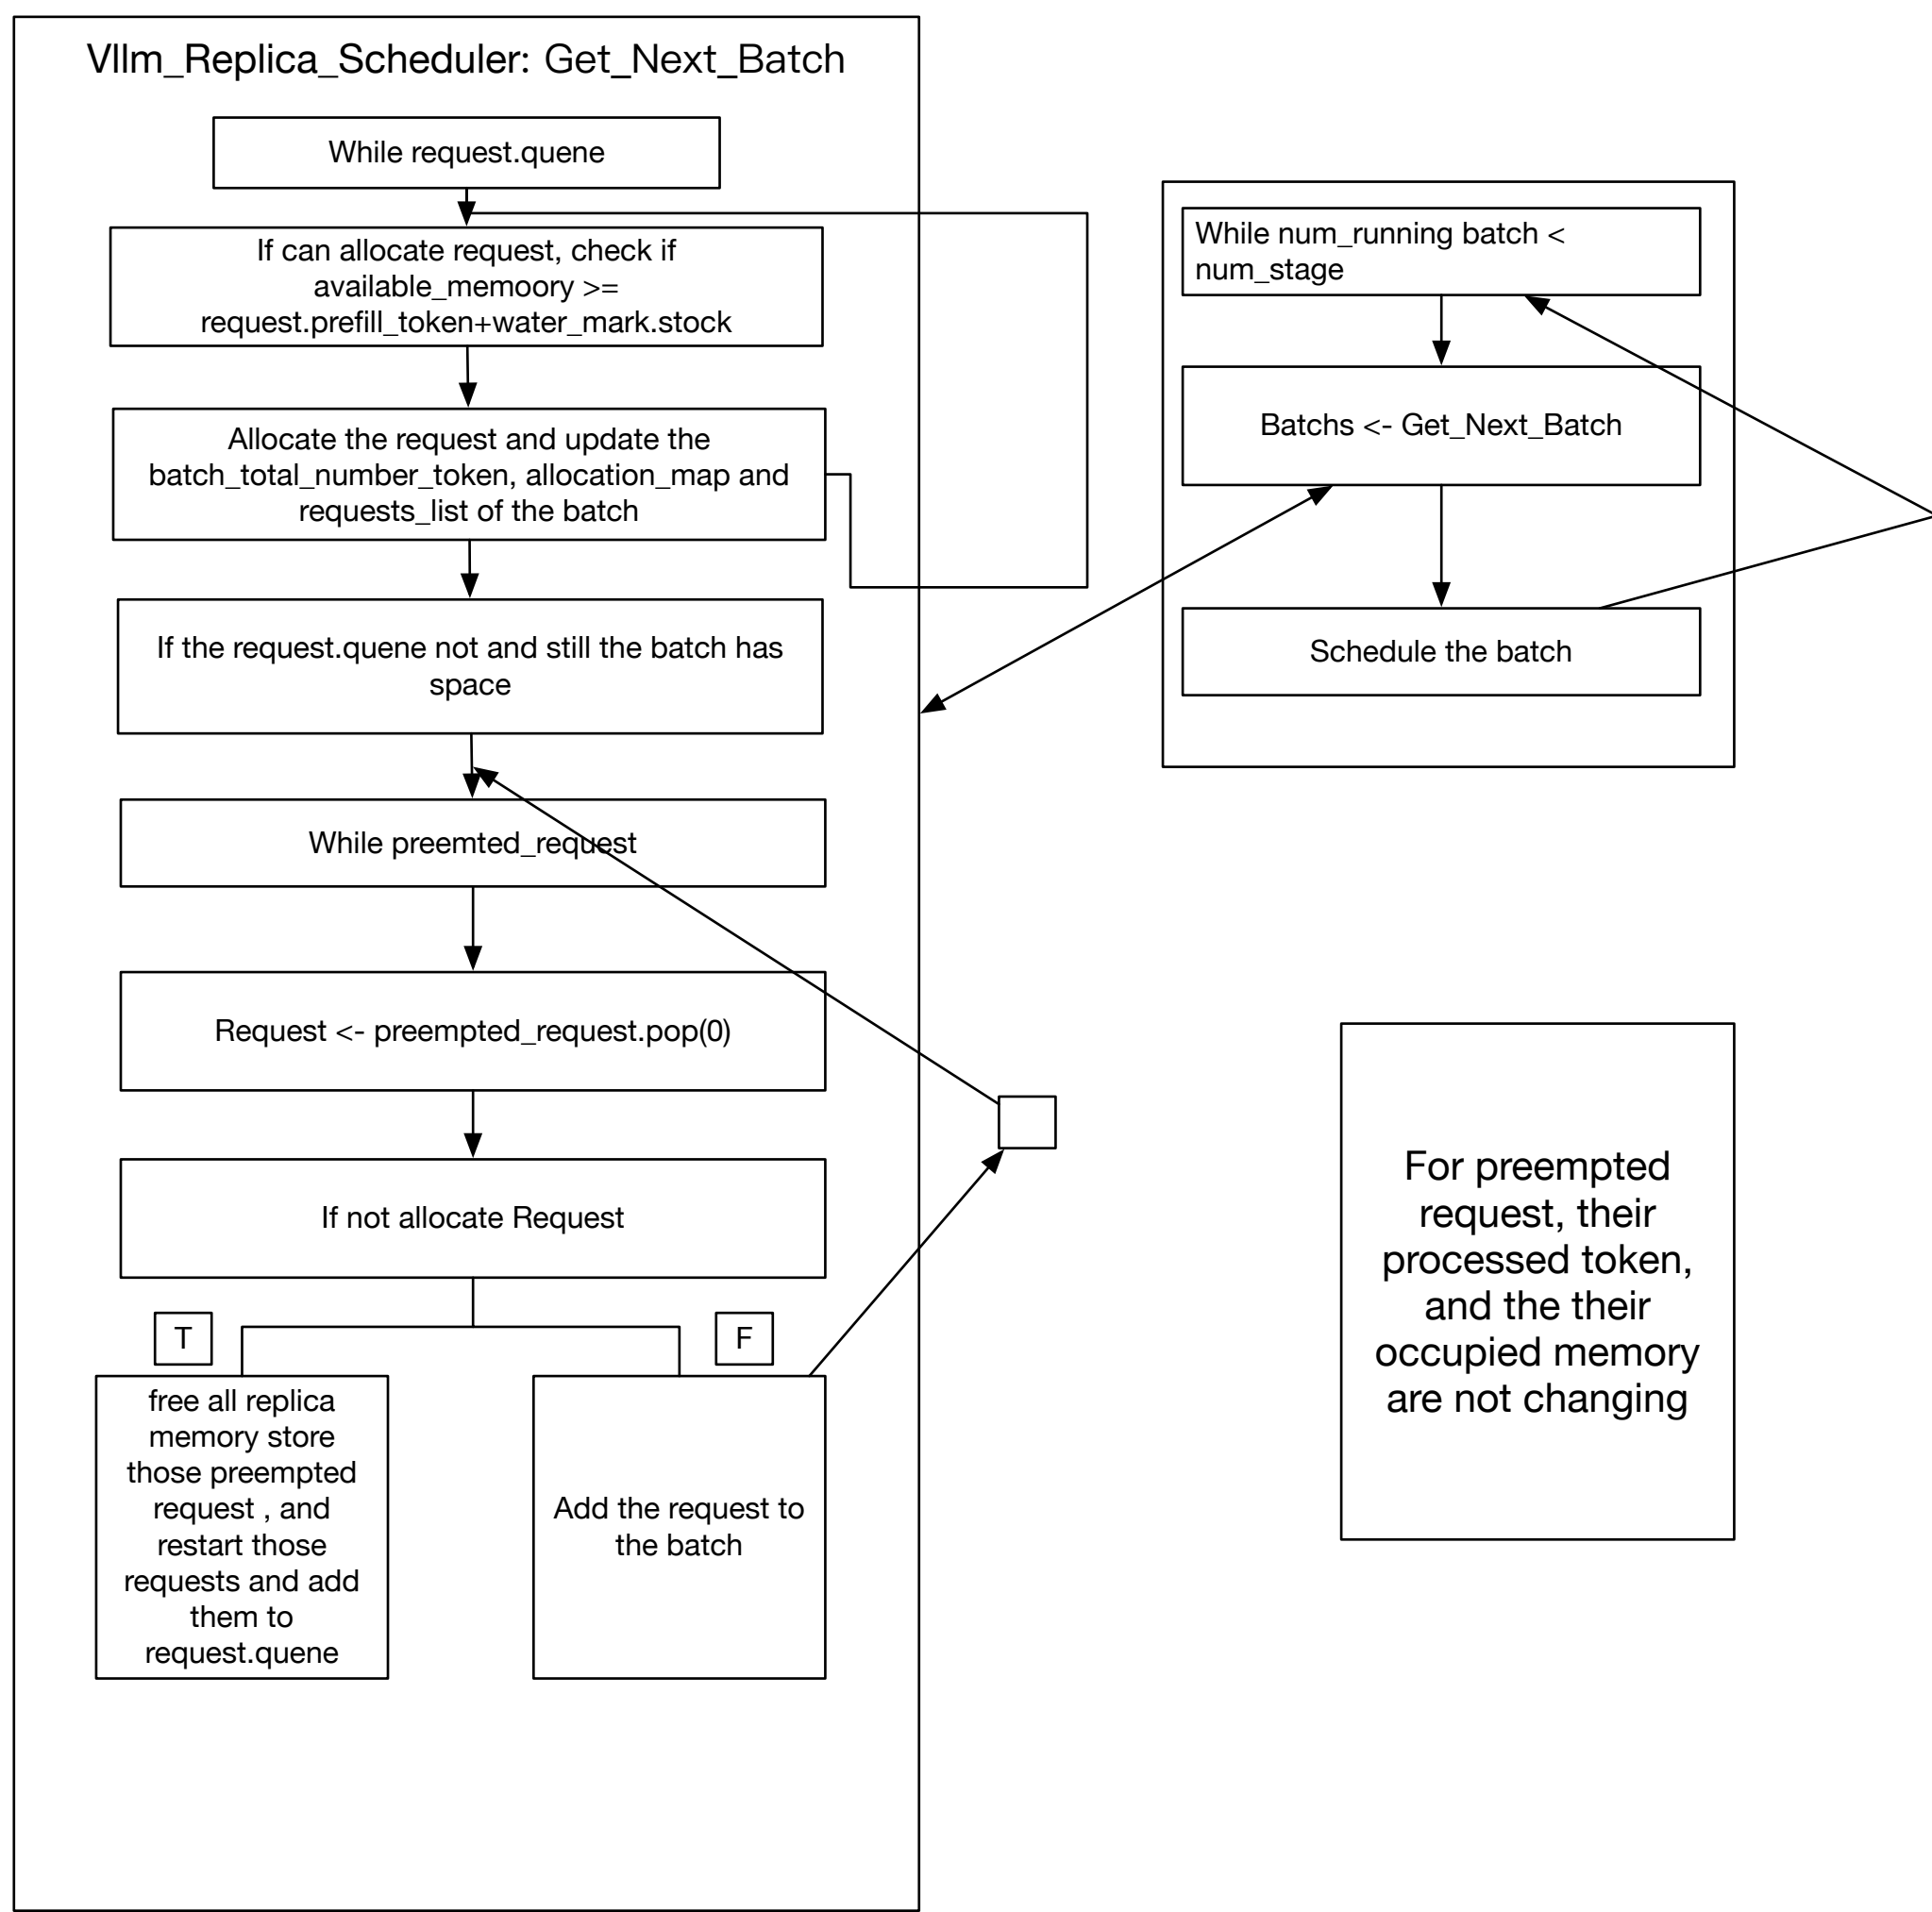 Vllm_Replica_Scheduler: Get_Next_Batch
While request.quene
If can allocate request, check if
available_memoory >=
request.prefill_token+water_mark.stock
Allocate the request and update the
batch_total_number_token, allocation_map and
requests_list of the batch
If the request.quene not and still the batch has
space
While preemted_request
Request <- preempted_request.pop(0)
If not allocate Request
T
F
free all replica
memory store
those preempted
request , and
restart those
requests and add
them to
request.quene
Add the request to
the batch
While num_running batch <
num_stage
Batchs <- Get_Next_Batch
Schedule the batch
For preempted
request, their
processed token,
and the their
occupied memory
are not changing